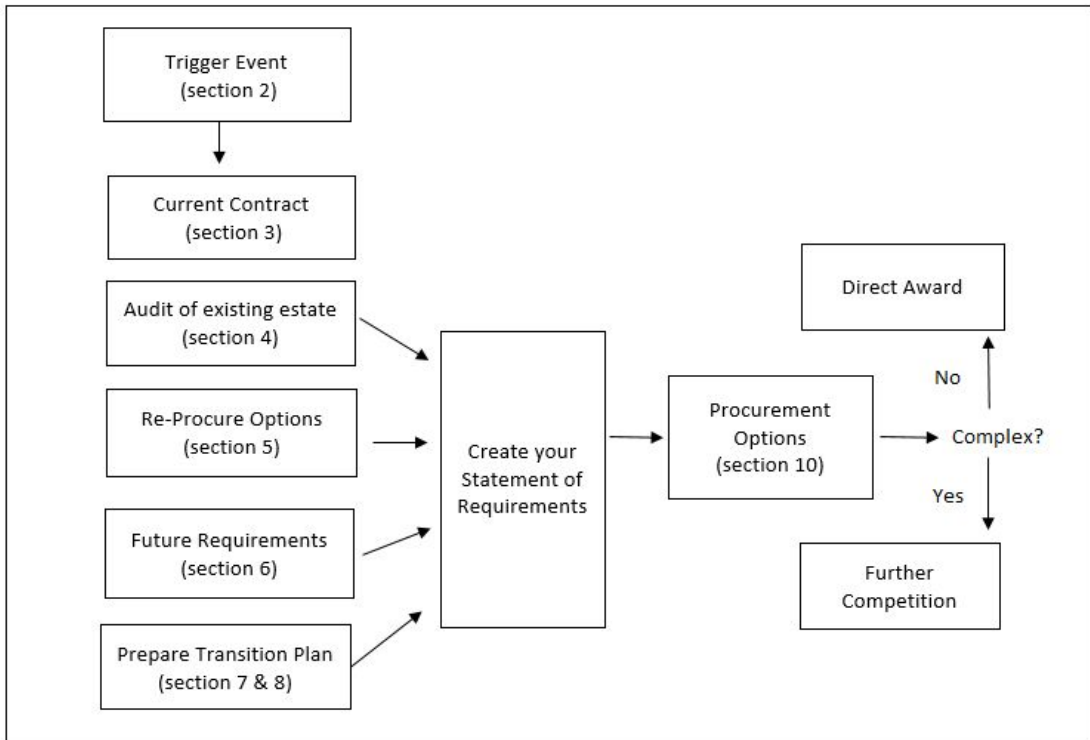 Trigger Event
(section 2)
Current Contract
(section 3)
Audit of existing estate
(section 4)
Re-Procure Options
(section 5)
Future Requirements
(section 6)
Prepare Transition Plan
(section 7 & 8)
Create your
Statement of
Requirements
Procurement
Options
(section 10)
Complex?
No
Direct Award
Yes
Further
Competition